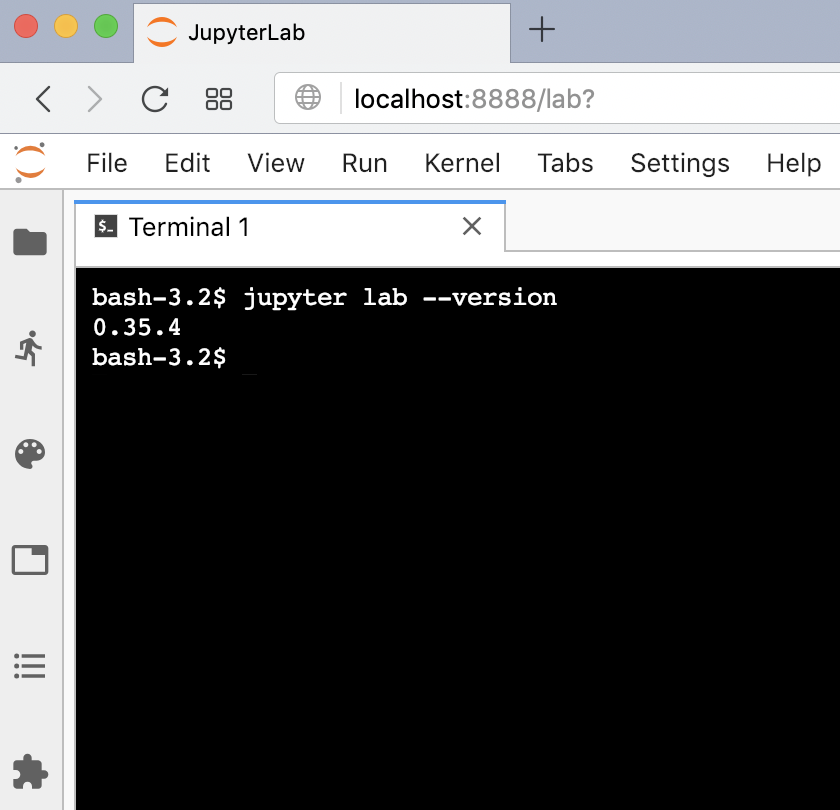 JupyterLab
localhost:8888/lab?
File Edit View Run Kernel Tabs Settings Help
$_ Terminal 1
bash-3.2$ jupyter lab --version
0.35.4
bash-3.2$ _